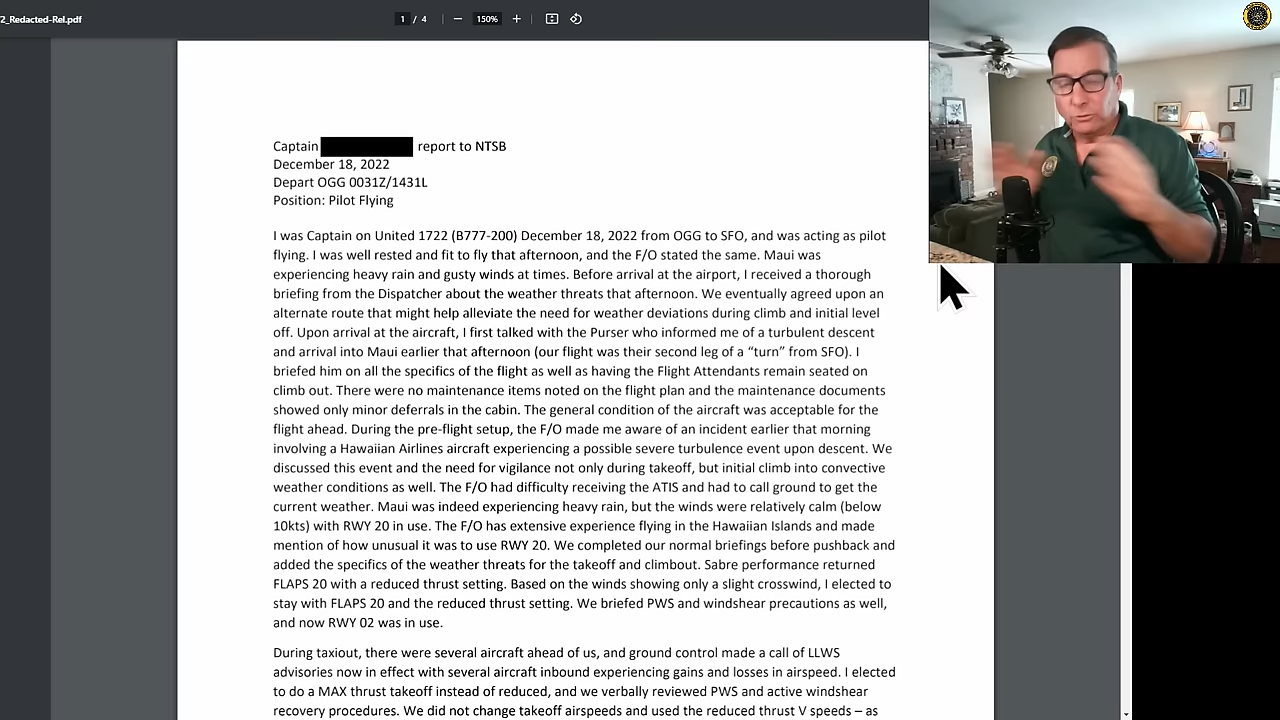 2_Redacted-Rel.pdf
1 / 4
150%
Captain report to NTSB
December 18, 2022
Depart OGG 0031Z/1431L
Position: Pilot Flying
I was Captain on United 1722 (B777-200) December 18, 2022 from OGG to SFO, and was acting as pilot
flying. I was well rested and fit to fly that afternoon, and the F/O stated the same. Maui was
experiencing heavy rain and gusty winds at times. Before arrival at the airport, I received a thorough
briefing from the Dispatcher about the weather threats that afternoon. We eventually agreed upon an
alternate route that might help alleviate the need for weather deviations during climb and initial level
off. Upon arrival at the aircraft, I first talked with the Purser who informed me of a turbulent descent
and arrival into Maui earlier that afternoon (our flight was their second leg of a “turn” from SFO). I
briefed him on all the specifics of the flight as well as having the Flight Attendants remain seated on
climb out. There were no maintenance items noted on the flight plan and the maintenance documents
showed only minor deferrals in the cabin. The general condition of the aircraft was acceptable for the
flight ahead. During the pre-flight setup, the F/O made me aware of an incident earlier that morning
involving a Hawaiian Airlines aircraft experiencing a possible severe turbulence event upon descent. We
discussed this event and the need for vigilance not only during takeoff, but initial climb into convective
weather conditions as well. The F/O had difficulty receiving the ATIS and had to call ground to get the
current weather. Maui was indeed experiencing heavy rain, but the winds were relatively calm (below
10kts) with RWY 20 in use. The F/O has extensive experience flying in the Hawaiian Islands and made
mention of how unusual it was to use RWY 20. We completed our normal briefings before pushback and
added the specifics of the weather threats for the takeoff and climbout. Sabre performance returned
FLAPS 20 with a reduced thrust setting. Based on the winds showing only a slight crosswind, I elected to
stay with FLAPS 20 and the reduced thrust setting. We briefed PWS and windshear precautions as well,
and now RWY 02 was in use.
During taxiout, there were several aircraft ahead of us, and ground control made a call of LLWS
advisories now in effect with several aircraft inbound experiencing gains and losses in airspeed. I elected
to do a MAX thrust takeoff instead of reduced, and we verbally reviewed PWS and active windshear
recovery procedures. We did not change takeoff airspeeds and used the reduced thrust V speeds – as